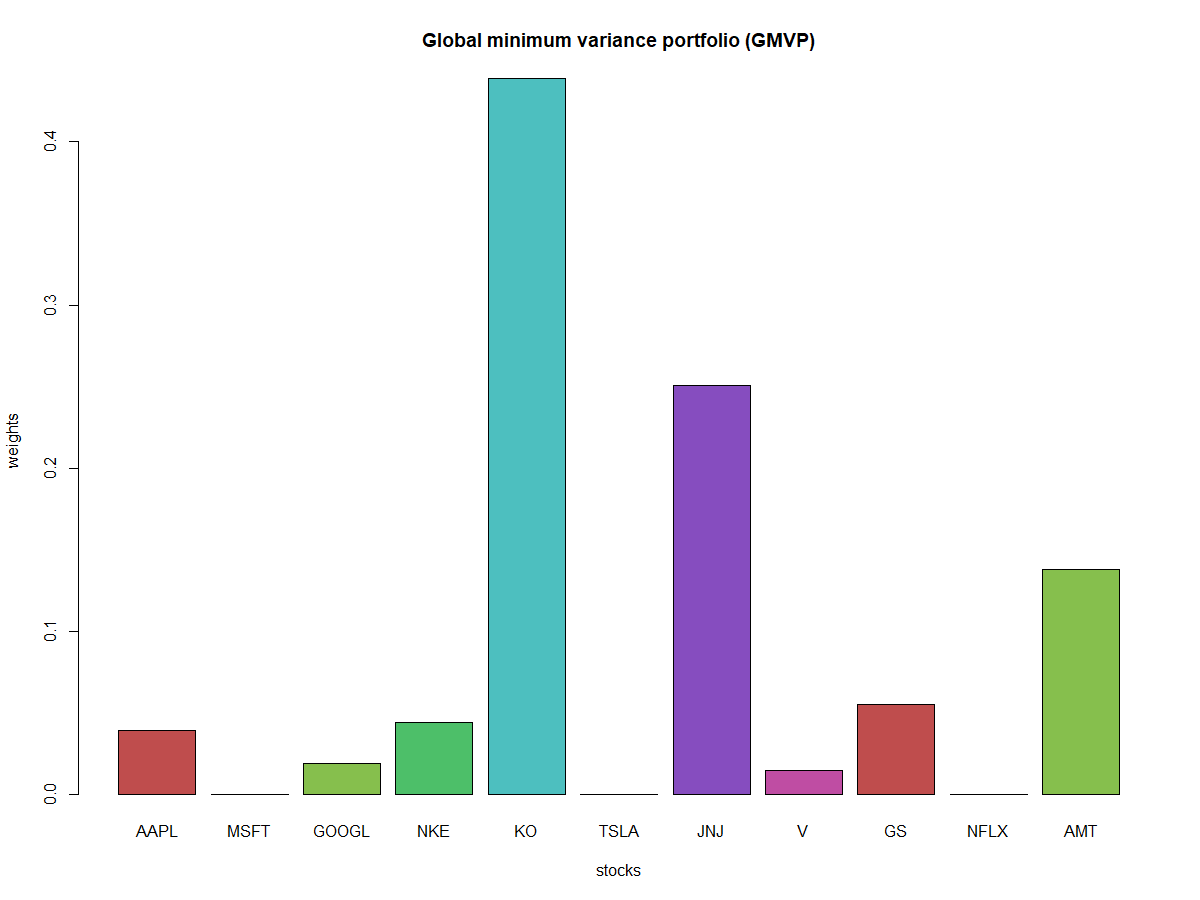 Global minimum variance portfolio (GMVP)
weights
0.4
0.3
0.2
0.1
0.0
AAPL MSFT GOOGL NKE KO TSLA JNJ V GS NFLX AMT
stocks